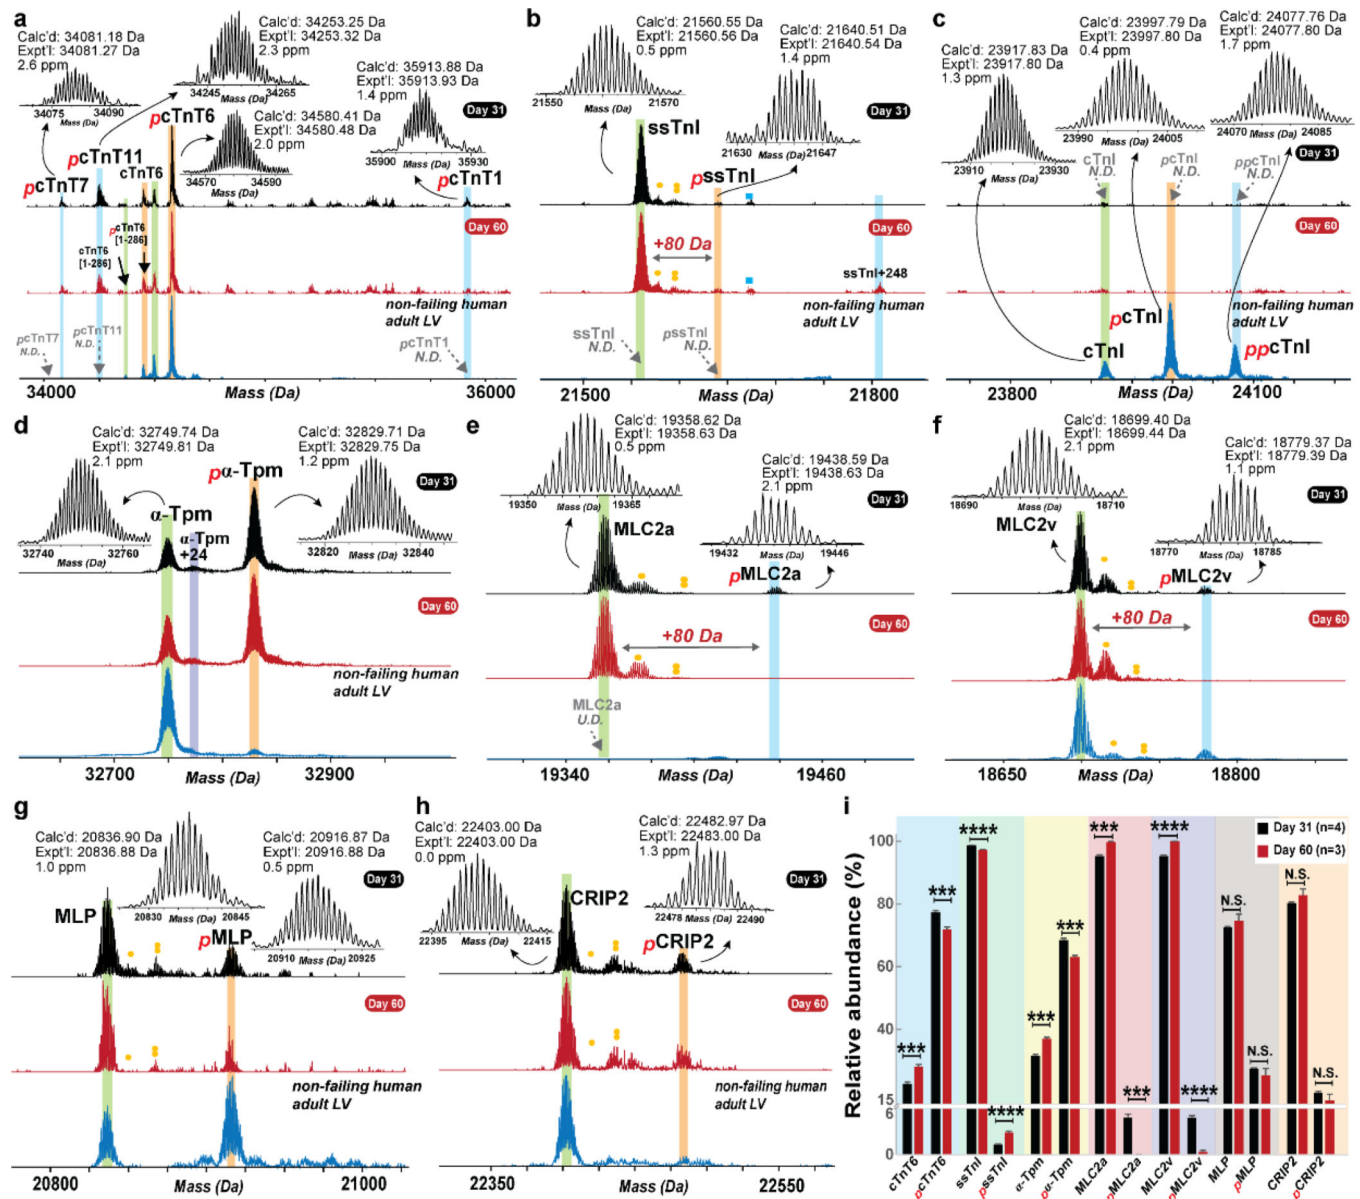 a
Calc'd: 34081.18 Da
Expt'l: 34081.27 Da
2.6 ppm
34075 34090
Mass (Da)
Calc'd: 34253.25 Da
Expt'l: 34253.32 Da
2.3 ppm
34245 34265
Mass (Da)
Calc'd: 34580.41 Da
Expt'l: 34580.48 Da
2.0 ppm
34570 34590
Mass (Da)
Calc'd: 35913.88 Da
Expt'l: 35913.93 Da
1.4 ppm
35900 Mass (Da) 35930
Day 31
pcTnT7
pcTnT11
cTnT6
pcTnT6
pcTnT1
Day 60
cTnT6
[1-286]
pcTnT6
[1-286]
non-failing human
adult LV
pcTnT7
N.D.
pcTnT11
N.D.
pcTnT1
N.D.
34000 Mass (Da) 36000
b
Calc'd: 21560.55 Da
Expt'l: 21560.56 Da
0.5 ppm
21550 21570
Mass (Da)
Calc'd: 21640.51 Da
Expt'l: 21640.54 Da
1.4 ppm
21630 21647
Mass (Da)
Day 31
ssTnI
pssTnI
Day 60
+80 Da
ssTnI+248
non-failing human
adult LV
ssTnI
N.D.
pssTnI
N.D.
21500 Mass (Da) 21800
c
Calc'd: 23917.83 Da
Expt'l: 23917.80 Da
1.3 ppm
23910 23930
Mass (Da)
Calc'd: 23997.79 Da
Expt'l: 23997.80 Da
0.4 ppm
23990 24005
Mass (Da)
Calc'd: 24077.76 Da
Expt'l: 24077.80 Da
1.7 ppm
24070 24085
Mass (Da)
Day 31
cTnI
N.D.
pcTnI
N.D.
ppcTnI
N.D.
Day 60
non-failing human
adult LV
cTnI
pcTnI
ppcTnI
23800 Mass (Da) 24100
d
Calc'd: 32749.74 Da
Expt'l: 32749.81 Da
2.1 ppm
32740 32760
Mass (Da)
Calc'd: 32829.71 Da
Expt'l: 32829.75 Da
1.2 ppm
32820 32840
Mass (Da)
Day 31
α-Tpm
α-Tpm
+24
pα-Tpm
Day 60
non-failing human
adult LV
32700 Mass (Da) 32900
e
Calc'd: 19358.62 Da
Expt'l: 19358.63 Da
0.5 ppm
19350 19365
Mass (Da)
Calc'd: 19438.59 Da
Expt'l: 19438.63 Da
2.1 ppm
19432 Mass (Da) 19446
Day 31
MLC2a
pMLC2a
Day 60
+80 Da
MLC2a
U.D.
19340 Mass (Da) 19460
f
Calc'd: 18699.40 Da
Expt'l: 18699.44 Da
2.1 ppm
18690 18710
Mass (Da)
Calc'd: 18779.37 Da
Expt'l: 18779.39 Da
1.1 ppm
18770 18785
Mass (Da)
Day 31
MLC2v
pMLC2v
Day 60
+80 Da
18650 Mass (Da) 18800
g
Calc'd: 20836.90 Da
Expt'l: 20836.88 Da
1.0 ppm
20830 20845
Mass (Da)
Calc'd: 20916.87 Da
Expt'l: 20916.88 Da
0.5 ppm
20910 Mass (Da) 20925
Day 31
MLP
pMLP
Day 60
non-failing human
adult LV
20800 Mass (Da) 21000
h
Calc'd: 22403.00 Da
Expt'l: 22403.00 Da
0.0 ppm
22395 22415
Mass (Da)
Calc'd: 22482.97 Da
Expt'l: 22483.00 Da
1.3 ppm
22478 Mass (Da) 22490
Day 31
CRIP2
pCRIP2
Day 60
non-failing human
adult LV
22350 Mass (Da) 22550
i
Relative abundance (%)
100
80
60
40
15
6
0
Day 31 (n=4)
Day 60 (n=3)
*** *** **** **** *** *** *** *** **** **** N.S. N.S. N.S. N.S.
cTnT6 pcTnT6 ssTnI pssTnI α-Tpm pα-Tpm MLC2a pMLC2a MLC2v pMLC2v MLP pMLP CRIP2 pCRIP2